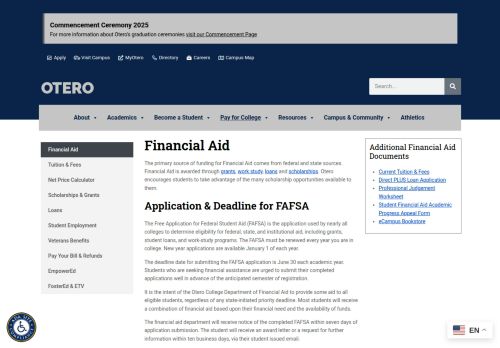 Commencement Ceremony 2025
For more information about Otero's graduation ceremonies visit our Commencement Page
Apply Visit Campus MyOtero Directory Careers Campus Map
OTERO
Search...
About Academics Become a Student Pay for College Resources Campus & Community Athletics
Financial Aid
Tuition & Fees
Net Price Calculator
Scholarships & Grants
Loans
Student Employment
Veterans Benefits
Pay Your Bill & Refunds
EmpowerEd
FosterEd & ETV
Financial Aid
The primary source of funding for Financial Aid comes from federal and state sources.
Financial Aid is awarded through grants, work study, loans and scholarships. Otero
encourages students to take advantage of the many scholarship opportunities available to
them.
Application & Deadline for FAFSA
The Free Application for Federal Student Aid (FAFSA) is the application used by nearly all
colleges to determine eligibility for federal, state, and institutional aid, including grants,
student loans, and work-study programs. The FAFSA must be renewed every year you are in
college. New year applications are available January 1 of each year.
The deadline date for submitting the FAFSA application is June 30 each academic year.
Students who are seeking financial assistance are urged to submit their completed
applications well in advance of the anticipated semester of registration.
It is the intent of the Otero College Department of Financial Aid to provide some aid to all
eligible students, regardless of any state-initiated priority deadline. Most students will receive
a combination of financial aid based upon their financial need and the availability of funds.
The financial aid department will receive notice of the completed FAFSA within seven days of
application submission. The student will receive an award letter or a request for further
information within ten business days, via their student issued email.
Additional Financial Aid
Documents
Current Tuition & Fees
Direct PLUS Loan Application
Professional Judgement
Worksheet
Student Financial Aid Academic
Progress Appeal Form
eCampus Bookstore
EN